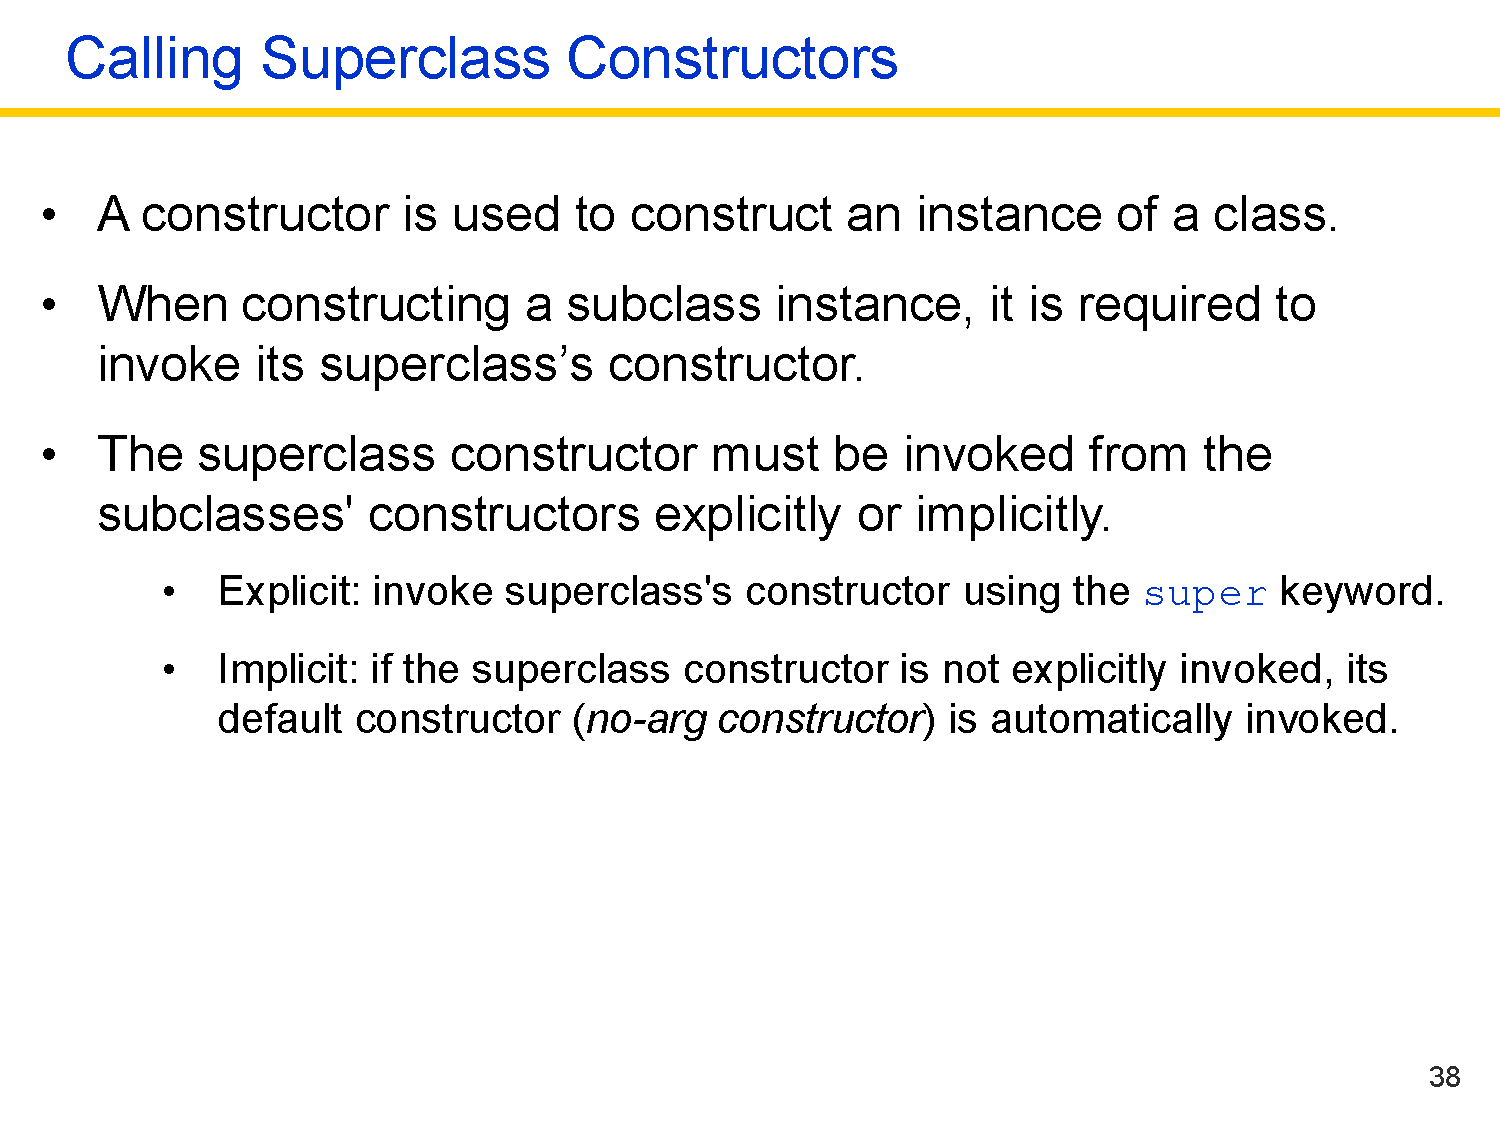 Calling Superclass Constructors
• A constructor is used to construct an instance of a class.
• When constructing a subclass instance, it is required to
invoke its superclass’s constructor.
• The superclass constructor must be invoked from the
subclasses' constructors explicitly or implicitly.
• Explicit: invoke superclass's constructor using the super keyword.
• Implicit: if the superclass constructor is not explicitly invoked, its
default constructor (no-arg constructor) is automatically invoked.
38